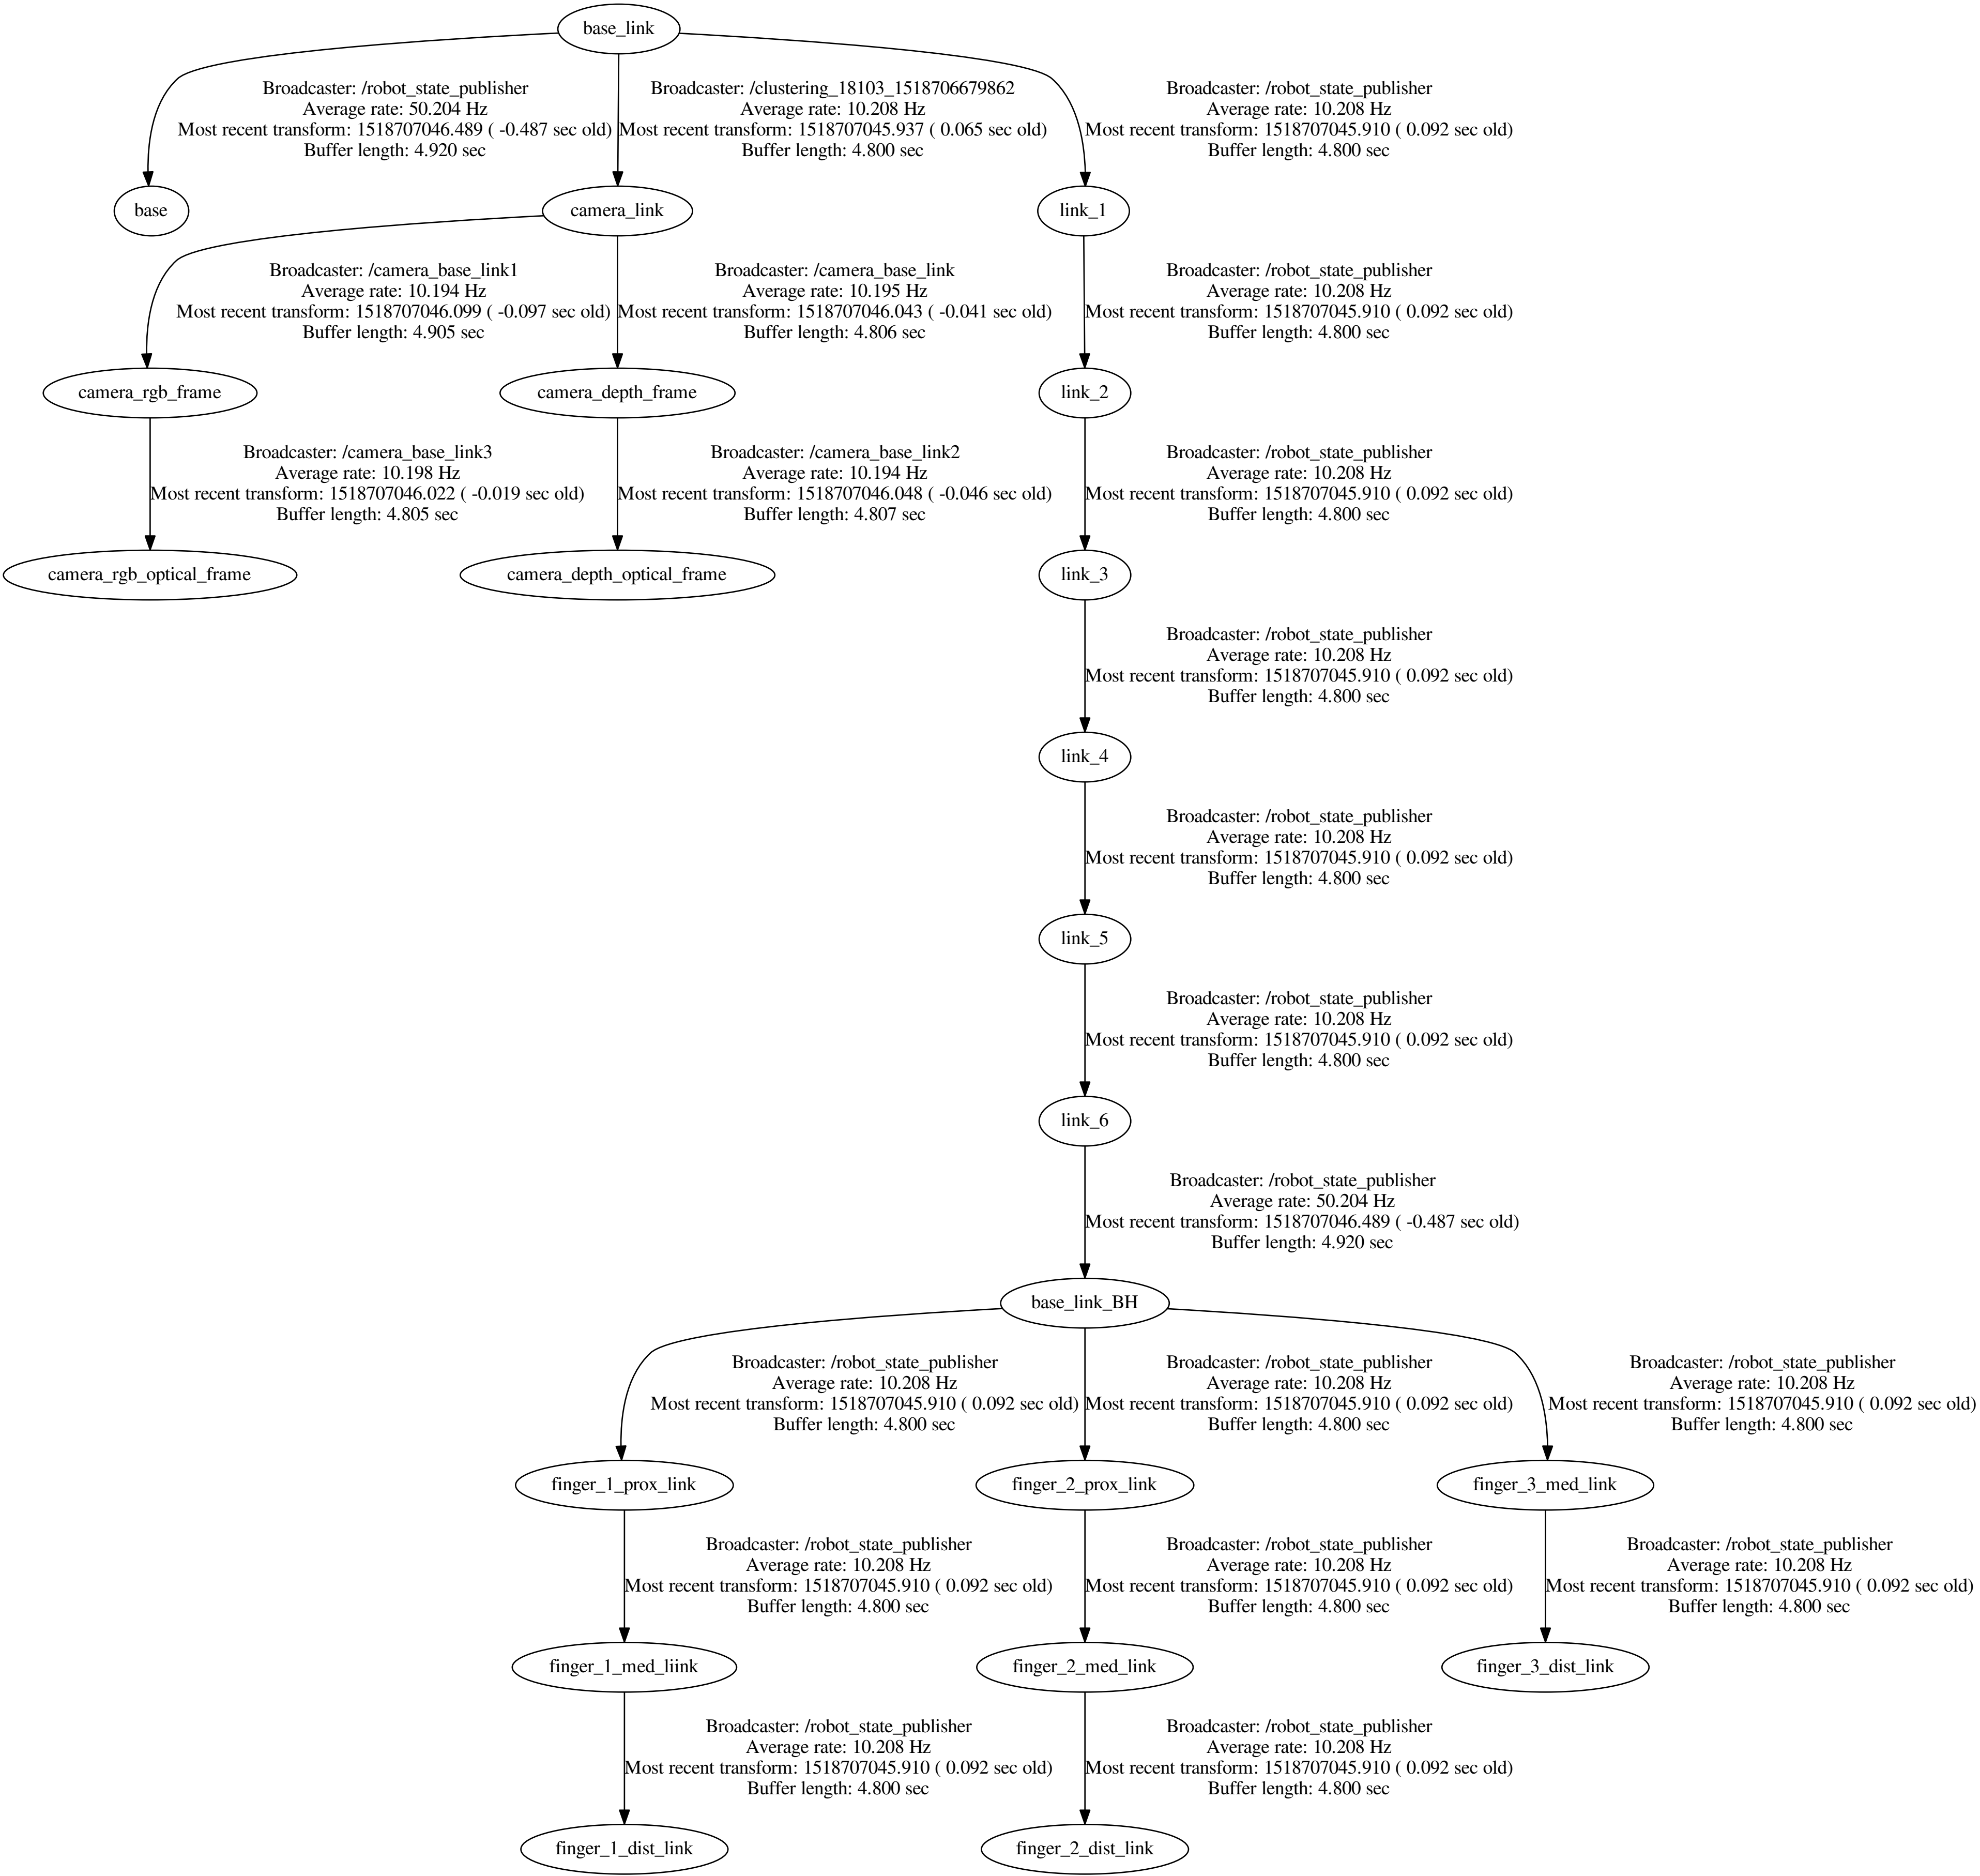 base_link
Broadcaster: /robot_state_publisher
Average rate: 50.204 Hz
Most recent transform: 1518707046.489 ( -0.487 sec old)
Buffer length: 4.920 sec
Broadcaster: /clustering_18103_1518706679862
Average rate: 10.208 Hz
Most recent transform: 1518707045.937 ( 0.065 sec old)
Buffer length: 4.800 sec
Broadcaster: /robot_state_publisher
Average rate: 10.208 Hz
Most recent transform: 1518707045.910 ( 0.092 sec old)
Buffer length: 4.800 sec
base
camera_link
link_1
Broadcaster: /camera_base_link1
Average rate: 10.194 Hz
Most recent transform: 1518707046.099 ( -0.097 sec old)
Buffer length: 4.905 sec
Broadcaster: /camera_base_link
Average rate: 10.195 Hz
Most recent transform: 1518707046.043 ( -0.041 sec old)
Buffer length: 4.806 sec
Broadcaster: /robot_state_publisher
Average rate: 10.208 Hz
Most recent transform: 1518707045.910 ( 0.092 sec old)
Buffer length: 4.800 sec
camera_rgb_frame
camera_depth_frame
link_2
Broadcaster: /camera_base_link3
Average rate: 10.198 Hz
Most recent transform: 1518707046.022 ( -0.019 sec old)
Buffer length: 4.805 sec
Broadcaster: /camera_base_link2
Average rate: 10.194 Hz
Most recent transform: 1518707046.048 ( -0.046 sec old)
Buffer length: 4.807 sec
Broadcaster: /robot_state_publisher
Average rate: 10.208 Hz
Most recent transform: 1518707045.910 ( 0.092 sec old)
Buffer length: 4.800 sec
camera_rgb_optical_frame
camera_depth_optical_frame
link_3
Broadcaster: /robot_state_publisher
Average rate: 10.208 Hz
Most recent transform: 1518707045.910 ( 0.092 sec old)
Buffer length: 4.800 sec
link_4
Broadcaster: /robot_state_publisher
Average rate: 10.208 Hz
Most recent transform: 1518707045.910 ( 0.092 sec old)
Buffer length: 4.800 sec
link_5
Broadcaster: /robot_state_publisher
Average rate: 10.208 Hz
Most recent transform: 1518707045.910 ( 0.092 sec old)
Buffer length: 4.800 sec
link_6
Broadcaster: /robot_state_publisher
Average rate: 50.204 Hz
Most recent transform: 1518707046.489 ( -0.487 sec old)
Buffer length: 4.920 sec
base_link_BH
Broadcaster: /robot_state_publisher
Average rate: 10.208 Hz
Most recent transform: 1518707045.910 ( 0.092 sec old)
Buffer length: 4.800 sec
Broadcaster: /robot_state_publisher
Average rate: 10.208 Hz
Most recent transform: 1518707045.910 ( 0.092 sec old)
Buffer length: 4.800 sec
Broadcaster: /robot_state_publisher
Average rate: 10.208 Hz
Most recent transform: 1518707045.910 ( 0.092 sec old)
Buffer length: 4.800 sec
finger_1_prox_link
finger_2_prox_link
finger_3_med_link
Broadcaster: /robot_state_publisher
Average rate: 10.208 Hz
Most recent transform: 1518707045.910 ( 0.092 sec old)
Buffer length: 4.800 sec
Broadcaster: /robot_state_publisher
Average rate: 10.208 Hz
Most recent transform: 1518707045.910 ( 0.092 sec old)
Buffer length: 4.800 sec
Broadcaster: /robot_state_publisher
Average rate: 10.208 Hz
Most recent transform: 1518707045.910 ( 0.092 sec old)
Buffer length: 4.800 sec
finger_1_med_liink
finger_2_med_link
finger_3_dist_link
Broadcaster: /robot_state_publisher
Average rate: 10.208 Hz
Most recent transform: 1518707045.910 ( 0.092 sec old)
Buffer length: 4.800 sec
Broadcaster: /robot_state_publisher
Average rate: 10.208 Hz
Most recent transform: 1518707045.910 ( 0.092 sec old)
Buffer length: 4.800 sec
finger_1_dist_link
finger_2_dist_link